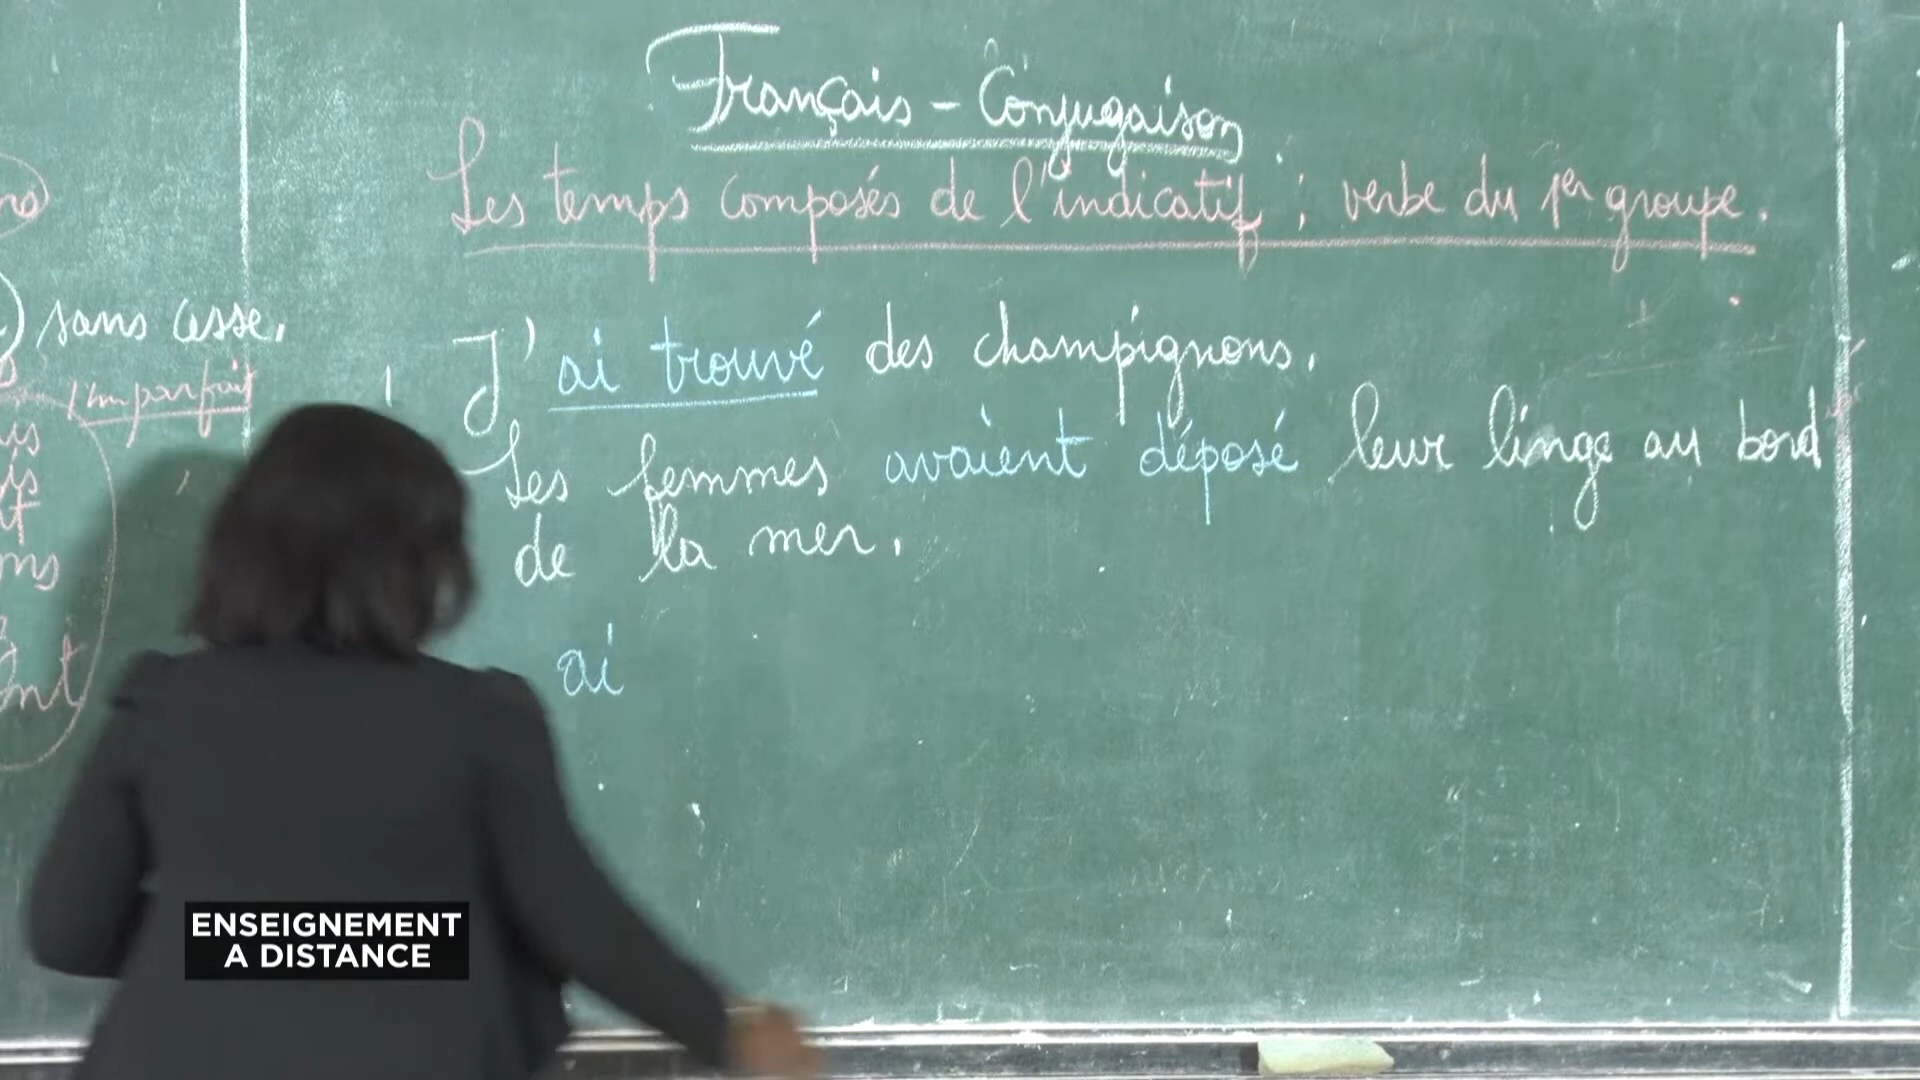 Français - Conjugaison
Les temps composés de l'indicatif ; verbe du 1er groupe.
sans cesse.
l'imparfait
J'ai trouvé des champignons.
Les femmes avaient déposé leur linge au bord
de la mer.
ai
ENSEIGNEMENT
A DISTANCE